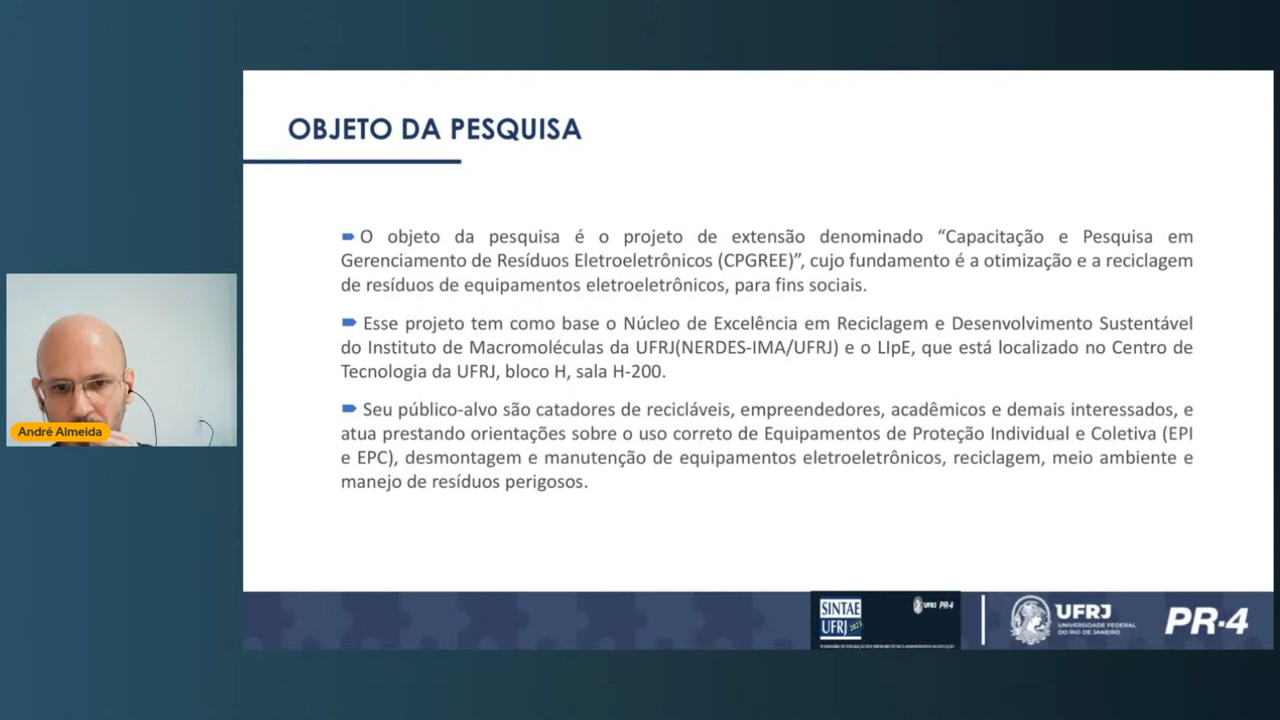 OBJETO DA PESQUISA
O objeto da pesquisa é o projeto de extensão denominado “Capacitação e Pesquisa em
Gerenciamento de Resíduos Eletroeletrônicos (CPGREE)”, cujo fundamento é a otimização e a reciclagem
de resíduos de equipamentos eletroeletrônicos, para fins sociais.
Esse projeto tem como base o Núcleo de Excelência em Reciclagem e Desenvolvimento Sustentável
do Instituto de Macromoléculas da UFRJ(NERDES-IMA/UFRJ) e o LIpE, que está localizado no Centro de
Tecnologia da UFRJ, bloco H, sala H-200.
Seu público-alvo são catadores de recicláveis, empreendedores, acadêmicos e demais interessados, e
atua prestando orientações sobre o uso correto de Equipamentos de Proteção Individual e Coletiva (EPI
e EPC), desmontagem e manutenção de equipamentos eletroeletrônicos, reciclagem, meio ambiente e
manejo de resíduos perigosos.
André Almeida
SINTAE
UFRJ
UFRJ PR-4
UFRJ
UNIVERSIDADE FEDERAL
DO RIO DE JANEIRO
PR-4